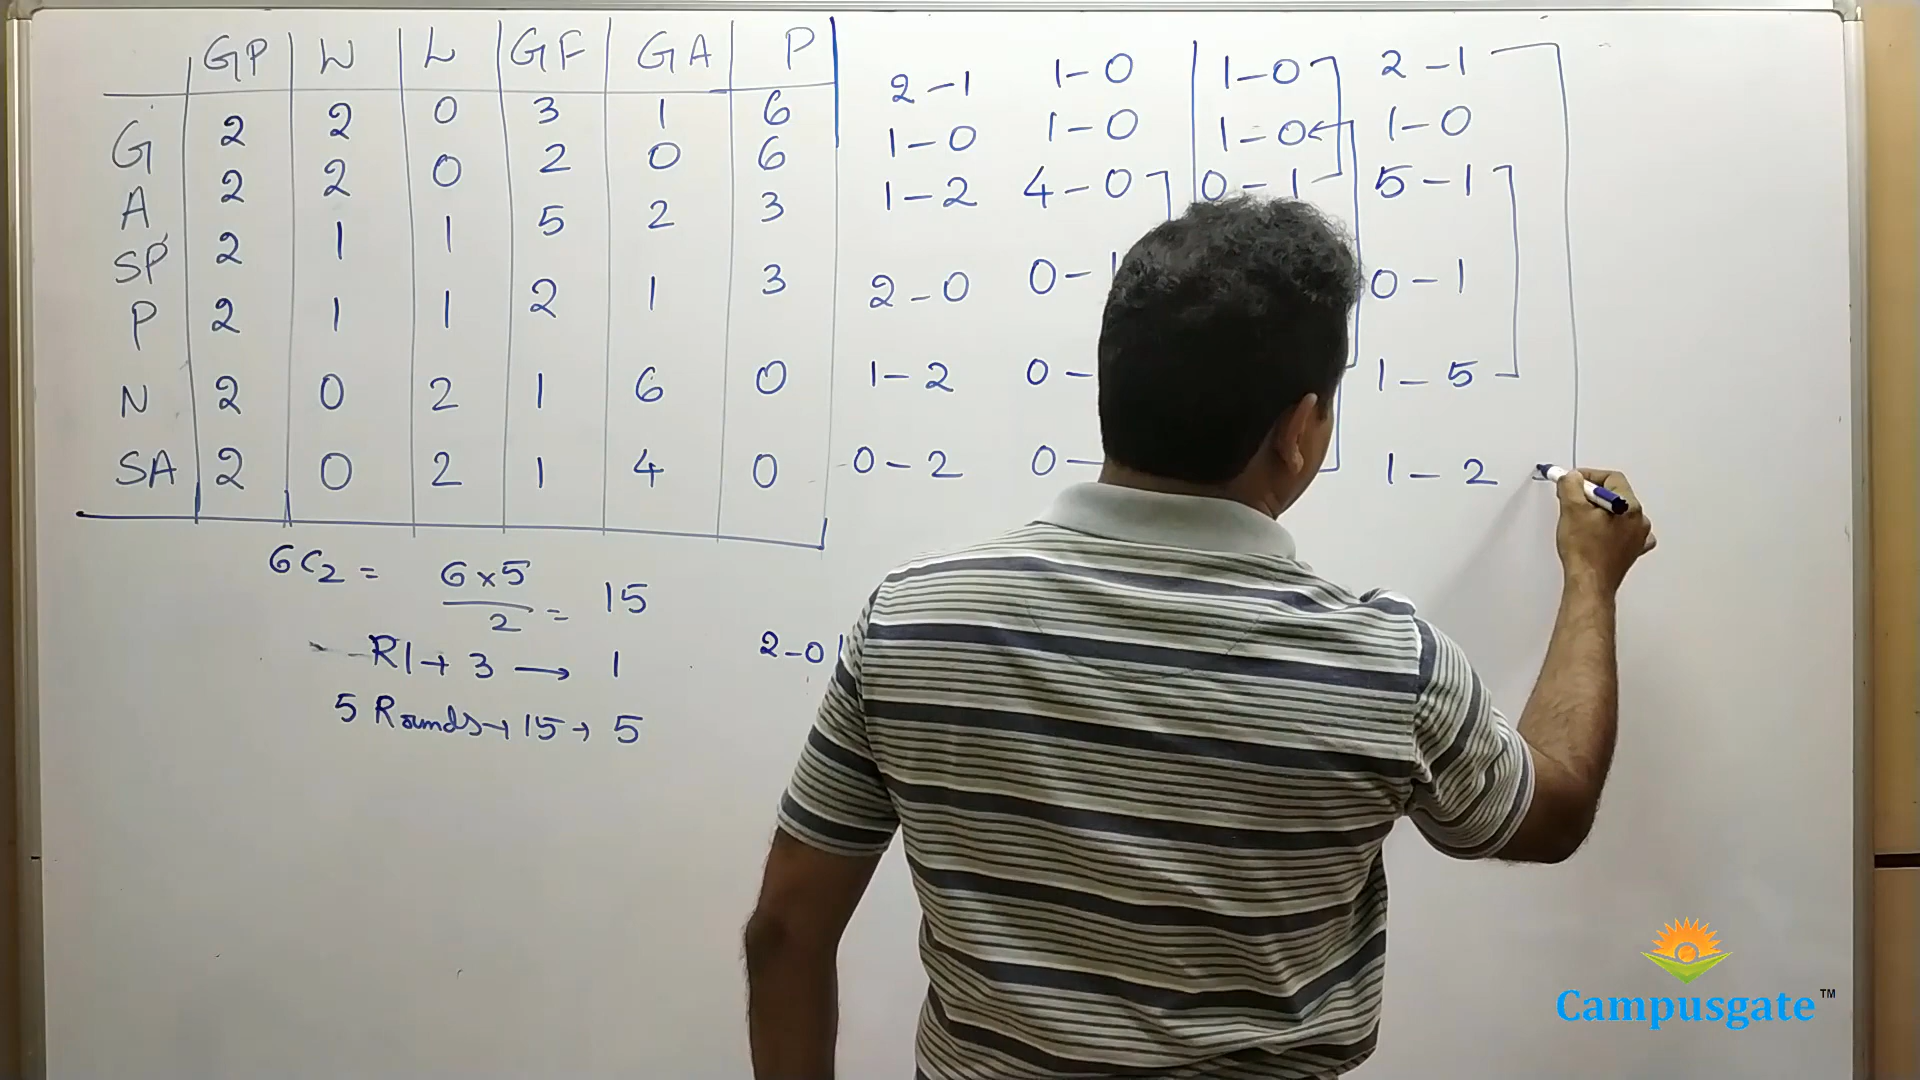 GP W L GF GA P
G 2 2 0 3 1 6 2-1 1-0 1-0 2-1
A 2 2 0 2 0 6 1-0 1-0 1-0 1-0
SP 2 1 1 5 2 3 1-2 4-0 0-1 5-1
P 2 1 1 2 1 3 2-0 0-1 0-1
N 2 0 2 1 6 0 1-2 0- 1-5
SA 2 0 2 1 4 0 0-2 0- 1-2
6C2 = 6x5 / 2 = 15
R1 → 3 → 1
2-0
5 Rounds → 15 → 5
Campusgate™